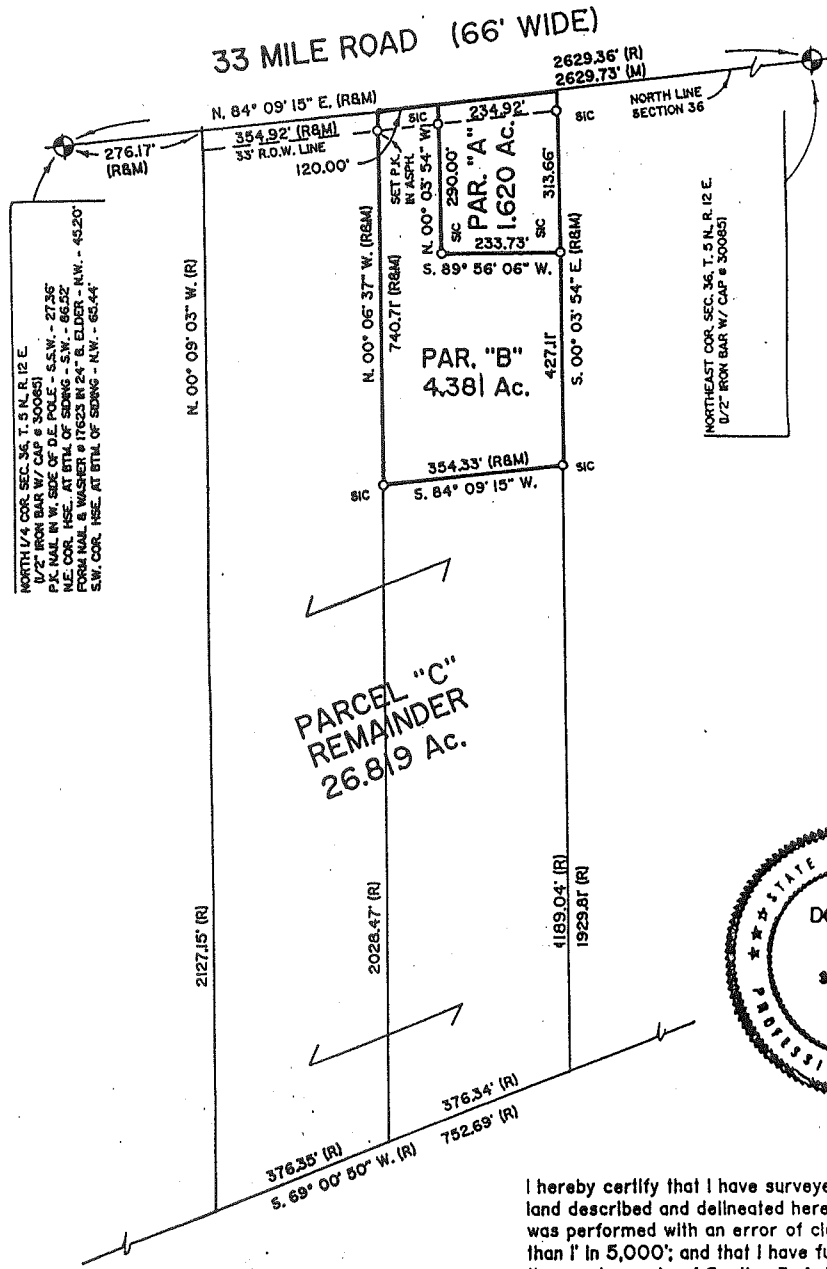 33 MILE ROAD (66' WIDE)
2629.36' (R)
2629.73' (M)
NORTH LINE
SECTION 36
N. 84° 09' 15" E. (R&M)
276.17'
(R&M)
354.92' (R&M)
33' R.O.W. LINE
120.00'
SIC
234.92'
SIC
SET P.K.
IN ASPH.
N. 00° 03' 54" W.
290.00'
SIC
PAR. "A"
1.620 Ac.
SIC
313.66'
233.73'
S. 89° 56' 06" W.
NORTH 1/4 COR. SEC. 36, T. 5 N., R. 12 E.
(1/2" IRON BAR W/ CAP # 30085)
P.K. NAIL IN W. SIDE OF D.E. POLE - S.S.W. - 27.36'
N.E. COR. HSE. AT BTM. OF SIDING - S.W. - 86.52'
FORM NAIL & WASHER # 17623 IN 24" B. ELDER - N.W. - 45.20'
S.W. COR. HSE. AT BTM. OF SIDING - N.W. - 65.44'
NORTHEAST COR. SEC. 36, T. 5 N., R. 12 E.
(1/2" IRON BAR W/ CAP # 30085)
N. 00° 09' 03" W. (R)
N. 00° 06' 37" W. (R&M)
740.71' (R&M)
PAR. "B"
4.381 Ac.
427.11'
S. 00° 03' 54" E. (R&M)
354.33' (R&M)
SIC
S. 84° 09' 15" W.
SIC
PARCEL "C"
REMAINDER
26.819 Ac.
2127.15' (R)
2028.47' (R)
1189.04' (R)
1929.81' (R)
376.34' (R)
752.69' (R)
376.35' (R)
S. 69° 00' 50" W. (R)
STATE
PROFESSI
I hereby certify that I have surveye
land described and delineated here
was performed with an error of cl
than 1' in 5,000'; and that I have fu